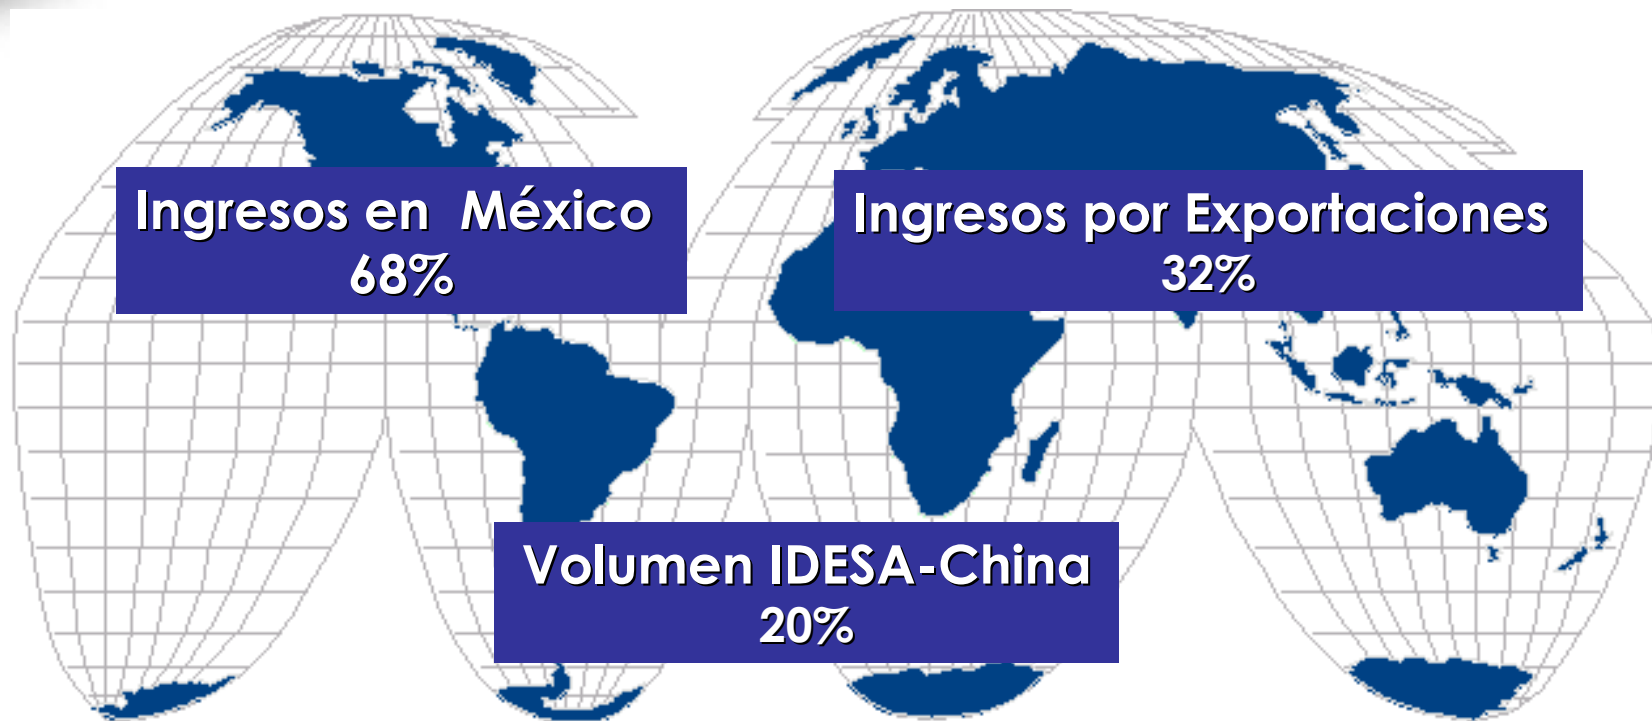 Ingresos en México
68%
Ingresos por Exportaciones
32%
Volumen IDESA-China
20%